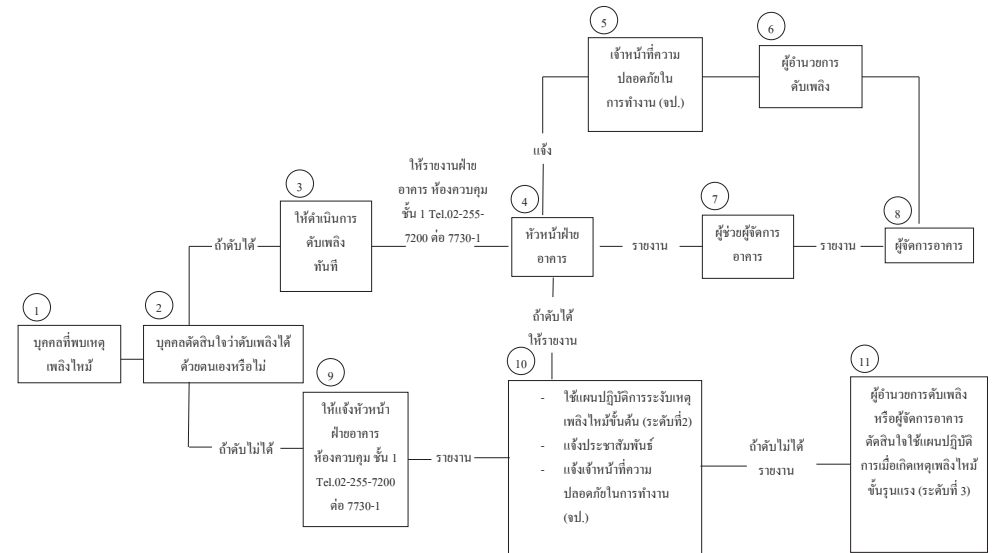 1
บุคคลที่พบเหตุ
เพลิงไหม้
2
บุคคลตัดสินใจว่าดับเพลิงได้
ด้วยตนเองหรือไม่
ถ้าดับได้
3
ให้ดำเนินการ
ดับเพลิง
ทันที
ให้รายงานฝ่าย
อาคาร ห้องควบคุม
ชั้น 1 Tel.02-255-
7200 ต่อ 7730-1
4
หัวหน้าฝ่าย
อาคาร
แจ้ง
5
เจ้าหน้าที่ความ
ปลอดภัยใน
การทำงาน (จป.)
6
ผู้อำนวยการ
ดับเพลิง
รายงาน
7
ผู้ช่วยผู้จัดการ
อาคาร
รายงาน
8
ผู้จัดการอาคาร
ถ้าดับไม่ได้
9
ให้แจ้งหัวหน้า
ฝ่ายอาคาร
ห้องควบคุม ชั้น 1
Tel.02-255-7200
ต่อ 7730-1
รายงาน
ถ้าดับได้
ให้รายงาน
10
- ใช้แผนปฏิบัติการระงับเหตุ
เพลิงไหม้ขั้นต้น (ระดับที่2)
- แจ้งประชาสัมพันธ์
- แจ้งเจ้าหน้าที่ความ
ปลอดภัยในการทำงาน
(จป.)
ถ้าดับไม่ได้
รายงาน
11
ผู้อำนวยการดับเพลิง
หรือผู้จัดการอาคาร
ตัดสินใจใช้แผนปฏิบัติ
การเมื่อเกิดเหตุเพลิงไหม้
ขั้นรุนแรง (ระดับที่ 3)